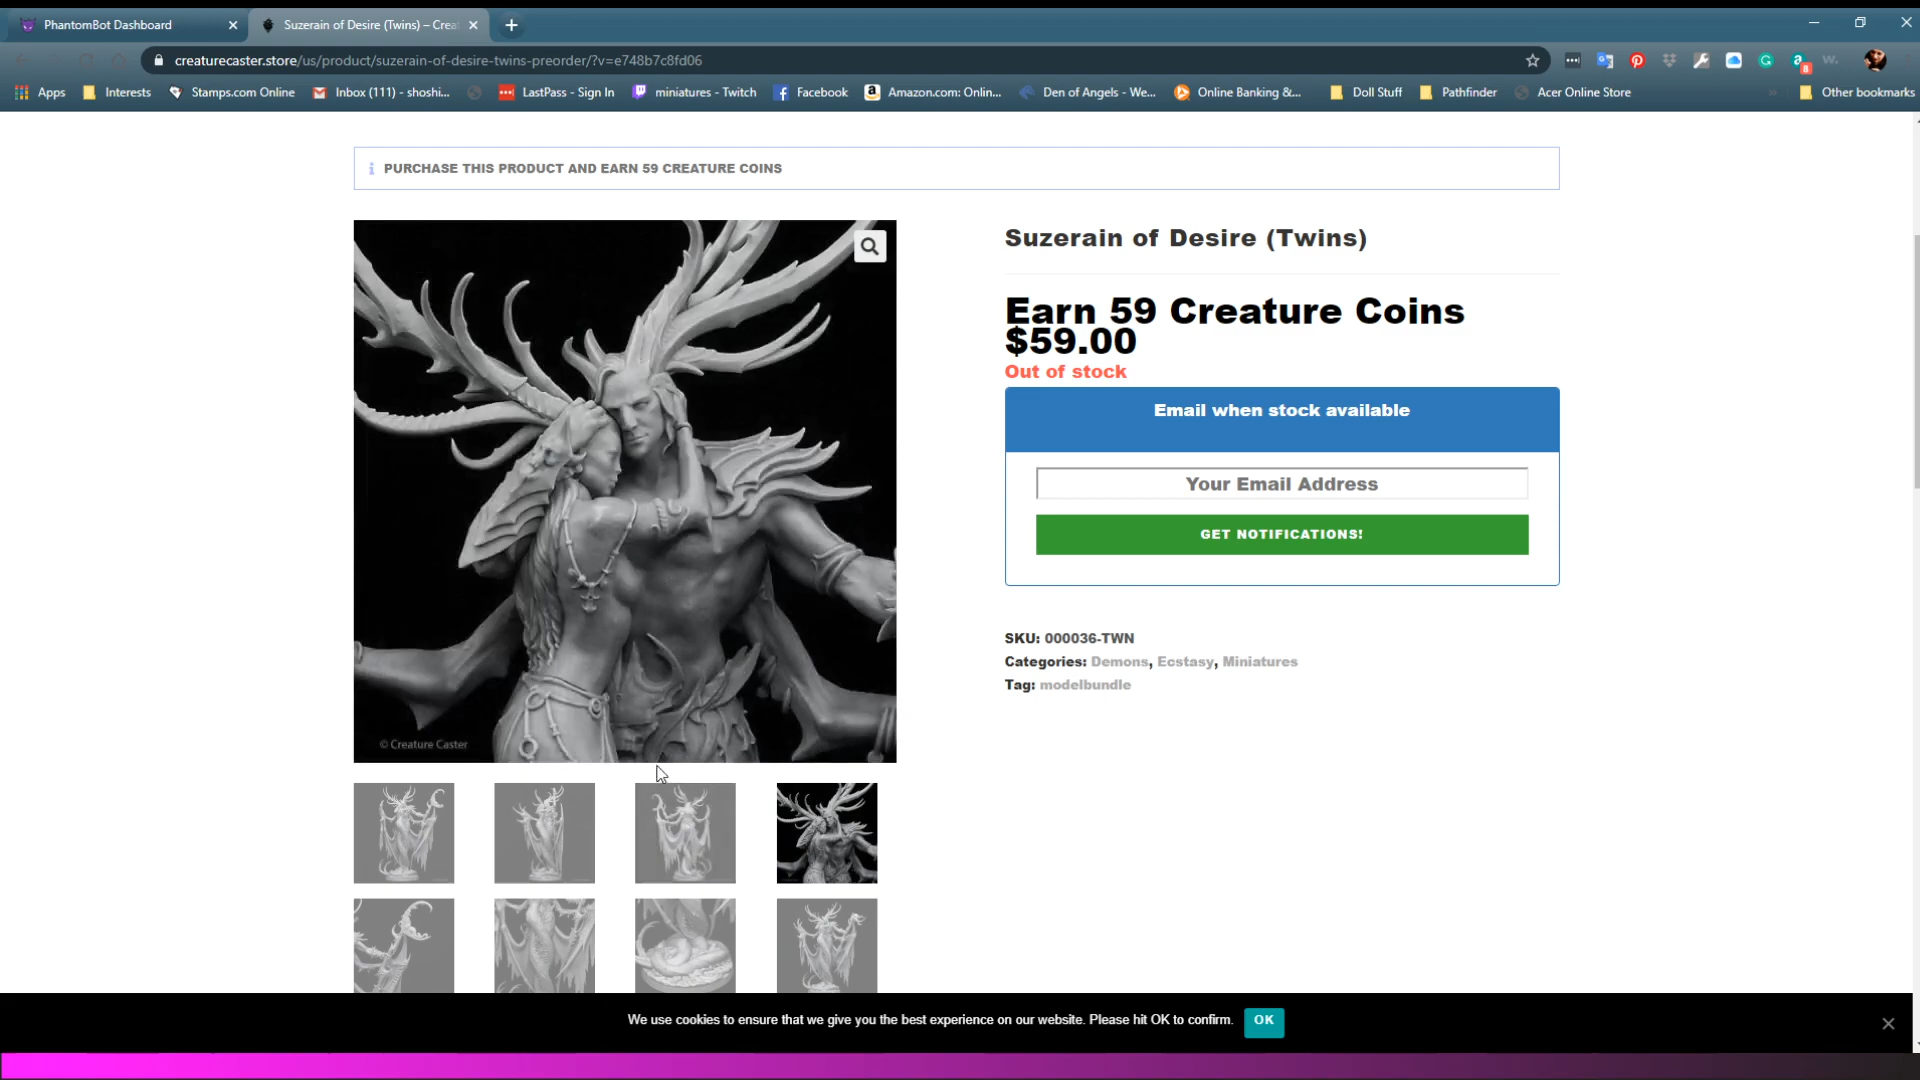 PhantomBot Dashboard
Suzerain of Desire (Twins) – Crea
creaturecaster.store/us/product/suzerain-of-desire-twins-preorder/?v=e748b7c8fd06
Apps
Interests
Stamps.com Online
Inbox (111) - shoshi...
LastPass - Sign In
miniatures - Twitch
Facebook
Amazon.com: Onlin...
Den of Angels - We...
Online Banking &...
Doll Stuff
Pathfinder
Acer Online Store
Other bookmarks
PURCHASE THIS PRODUCT AND EARN 59 CREATURE COINS
Suzerain of Desire (Twins)
Earn 59 Creature Coins
$59.00
Out of stock
Email when stock available
Your Email Address
GET NOTIFICATIONS!
SKU: 000036-TWN
Categories: Demons, Ecstasy, Miniatures
Tag: modelbundle
© Creature Caster
We use cookies to ensure that we give you the best experience on our website. Please hit OK to confirm.
OK